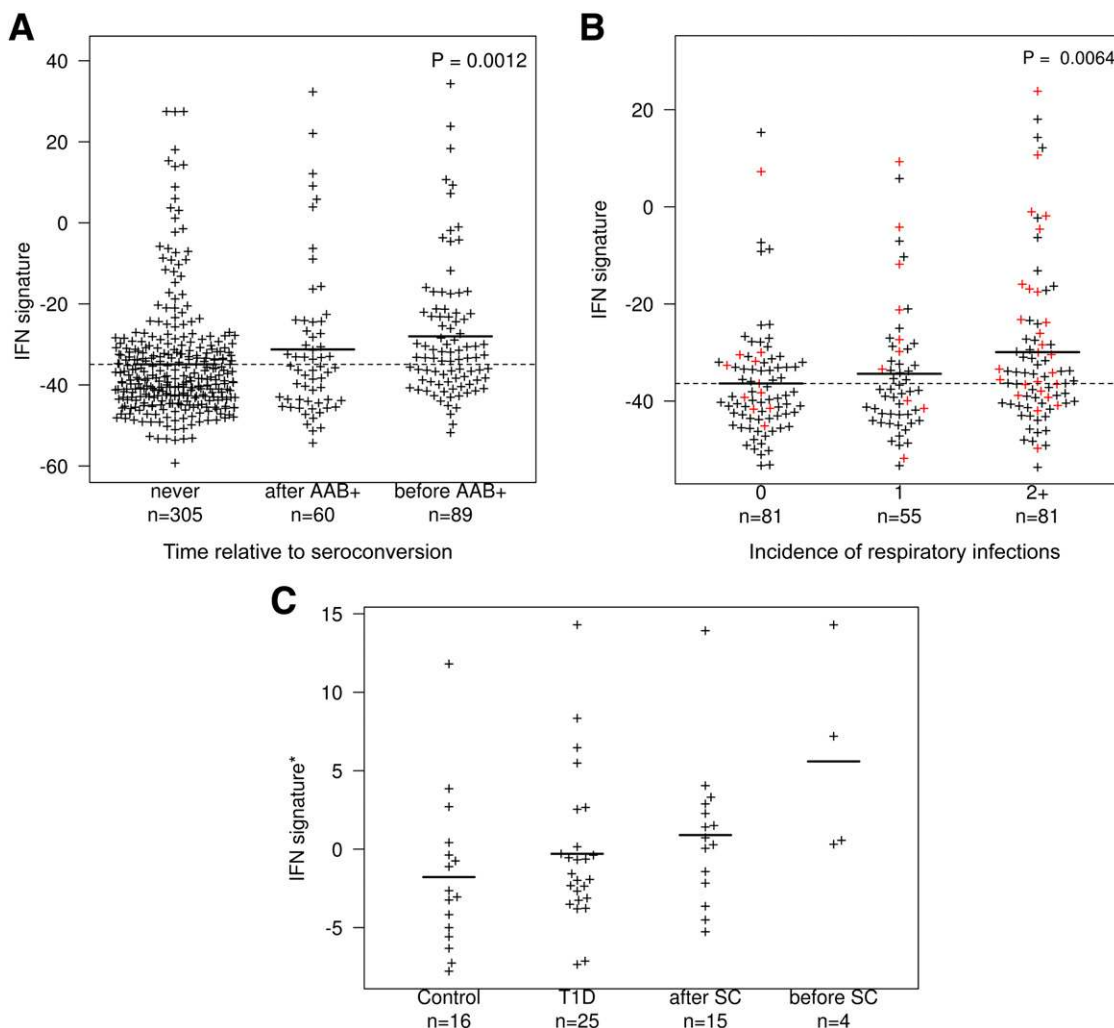 A
P = 0.0012
IFN signature
40
20
0
-20
-40
-60
never after AAB+ before AAB+
n=305 n=60 n=89
Time relative to seroconversion
B
P = 0.0064
IFN signature
20
0
-20
-40
0 1 2+
n=81 n=55 n=81
Incidence of respiratory infections
C
IFN signature*
15
10
5
0
-5
Control T1D after SC before SC
n=16 n=25 n=15 n=4